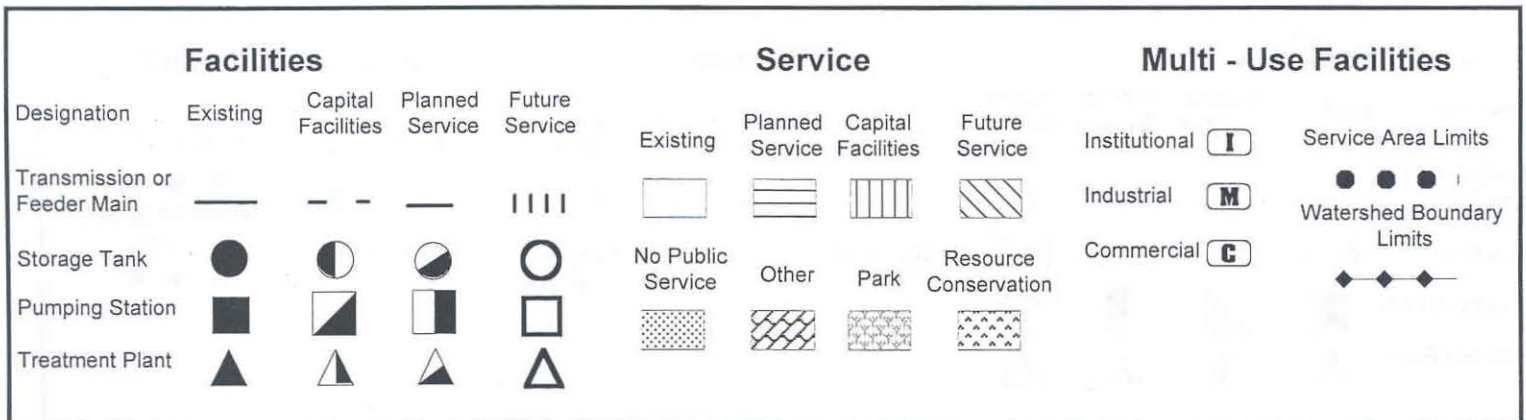 Facilities
Designation
Existing
Capital
Facilities
Planned
Service
Future
Service
Transmission or
Feeder Main
Storage Tank
Pumping Station
Treatment Plant
Service
Existing
Planned
Service
Capital
Facilities
Future
Service
No Public
Service
Other
Park
Resource
Conservation
Multi - Use Facilities
Institutional I
Industrial M
Commercial C
Service Area Limits
Watershed Boundary
Limits